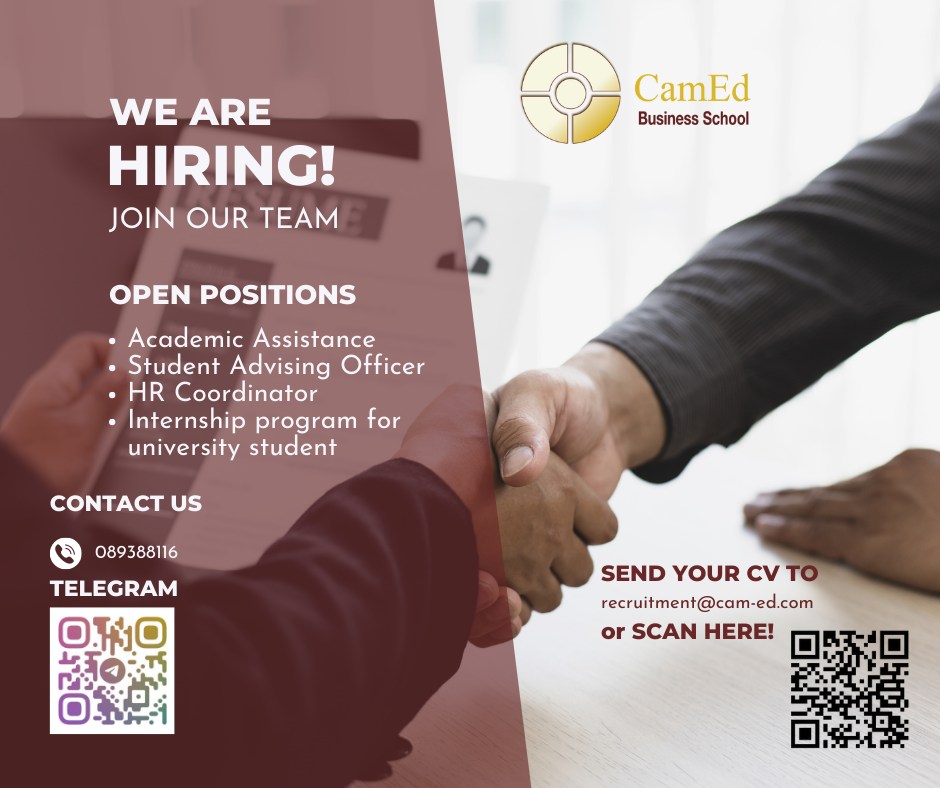 WE ARE
HIRING!
JOIN OUR TEAM
RESUME
OPEN POSITIONS
• Academic Assistance
• Student Advising Officer
• HR Coordinator
• Internship program for
university student
CONTACT US
089388116
TELEGRAM
CamEd
Business School
SEND YOUR CV TO
recruitment@cam-ed.com
or SCAN HERE!